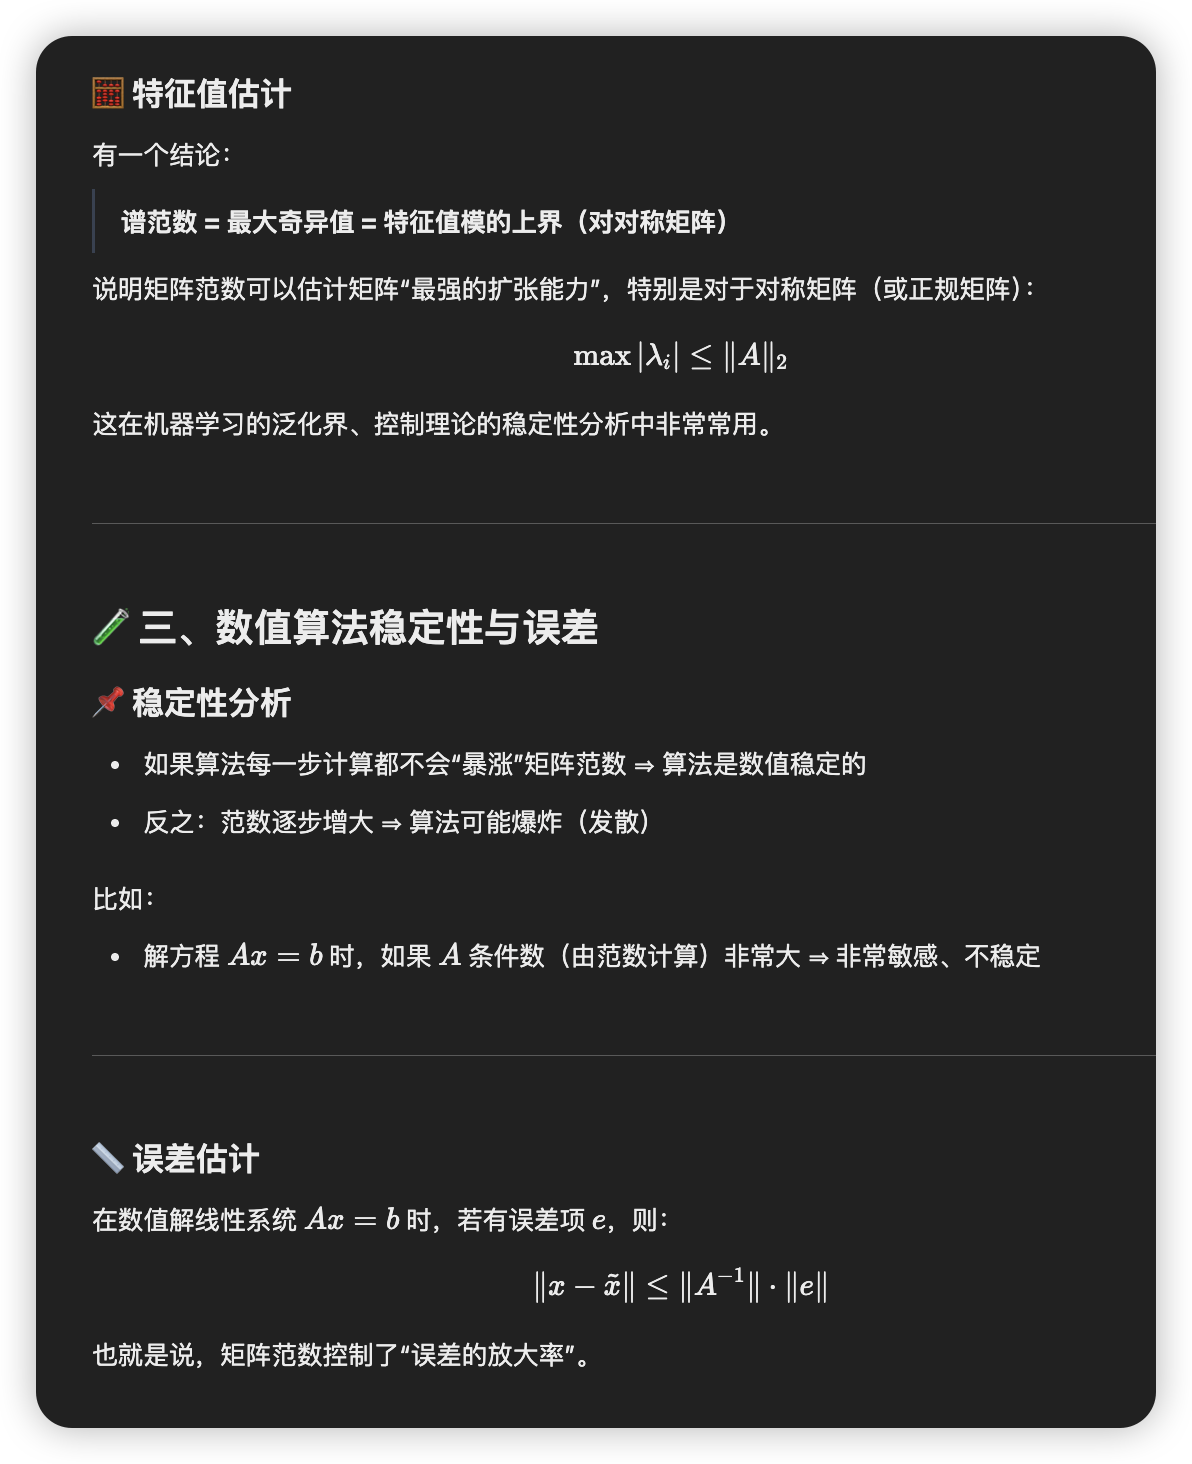 🧮 特征值估计
有一个结论：
谱范数 = 最大奇异值 = 特征值模的上界（对对称矩阵）
说明矩阵范数可以估计矩阵“最强的扩张能力”，特别是对于对称矩阵（或正规矩阵）：
max |λᵢ| ≤ ‖A‖₂
这在机器学习的泛化界、控制理论的稳定性分析中非常常用。
🧪 三、数值算法稳定性与误差
📌 稳定性分析
• 如果算法每一步计算都不会“暴涨”矩阵范数 ⇒ 算法是数值稳定的
• 反之：范数逐步增大 ⇒ 算法可能爆炸（发散）
比如：
• 解方程 Ax = b 时，如果 A 条件数（由范数计算）非常大 ⇒ 非常敏感、不稳定
📏 误差估计
在数值解线性系统 Ax = b 时，若有误差项 e，则：
‖x − x̃‖ ≤ ‖A⁻¹‖ · ‖e‖
也就是说，矩阵范数控制了“误差的放大率”。